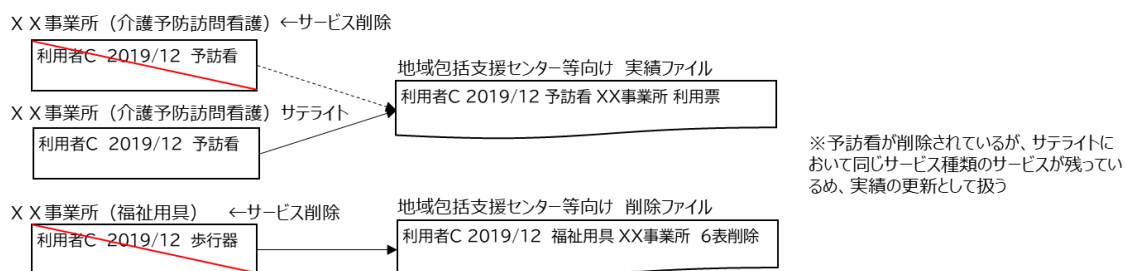 ＸＸ事業所（介護予防訪問看護）←サービス削除
利用者C 2019/12 予訪看
地域包括支援センター等向け 実績ファイル
利用者C 2019/12 予訪看 XX事業所 利用票
ＸＸ事業所（介護予防訪問看護）サテライト
利用者C 2019/12 予訪看
※予訪看が削除されているが、サテライトに
おいて同じサービス種類のサービスが残ってい
るため、実績の更新として扱う
ＸＸ事業所（福祉用具） ←サービス削除
利用者C 2019/12 歩行器
地域包括支援センター等向け 削除ファイル
利用者C 2019/12 福祉用具 XX事業所 6表削除